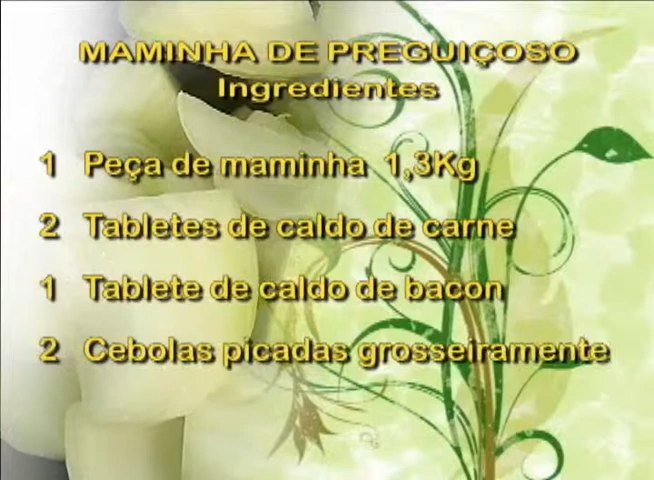 MAMINHA DE PREGUIÇOSO
Ingredientes
1 Peça de maminha 1,3Kg
2 Tabletes de caldo de carne
1 Tablete de caldo de bacon
2 Cebolas picadas grosseiramente